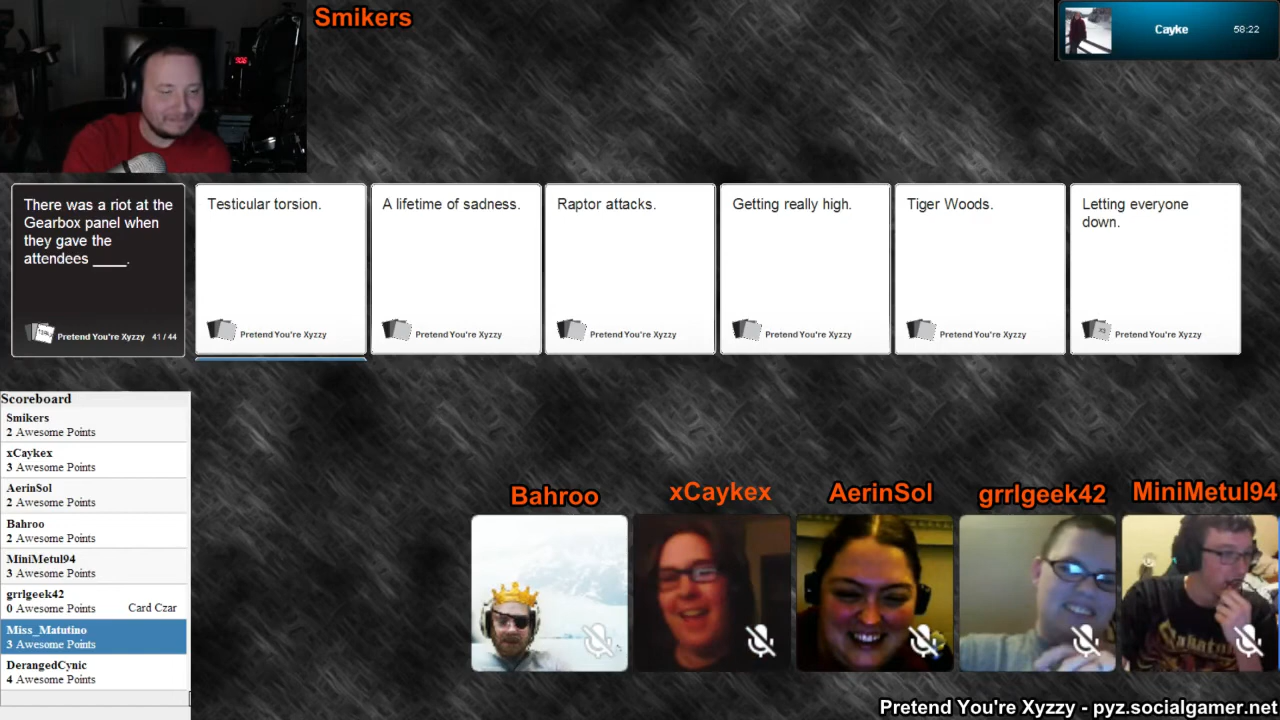 Smikers
Cayke
58:22
There was a riot at the
Gearbox panel when
they gave the
attendees ____.
Pretend You're Xyzzy 41 / 44
Testicular torsion.
Pretend You're Xyzzy
A lifetime of sadness.
Pretend You're Xyzzy
Raptor attacks.
Pretend You're Xyzzy
Getting really high.
Pretend You're Xyzzy
Tiger Woods.
Pretend You're Xyzzy
Letting everyone
down.
Pretend You're Xyzzy
Scoreboard
Smikers
2 Awesome Points
xCaykex
3 Awesome Points
AerinSol
2 Awesome Points
Bahroo
2 Awesome Points
MiniMetul94
3 Awesome Points
grrlgeek42
0 Awesome Points Card Czar
Miss_Matutino
3 Awesome Points
DerangedCynic
4 Awesome Points
Bahroo
xCaykex
AerinSol
grrlgeek42
MiniMetul94
Pretend You're Xyzzy - pyz.socialgamer.net